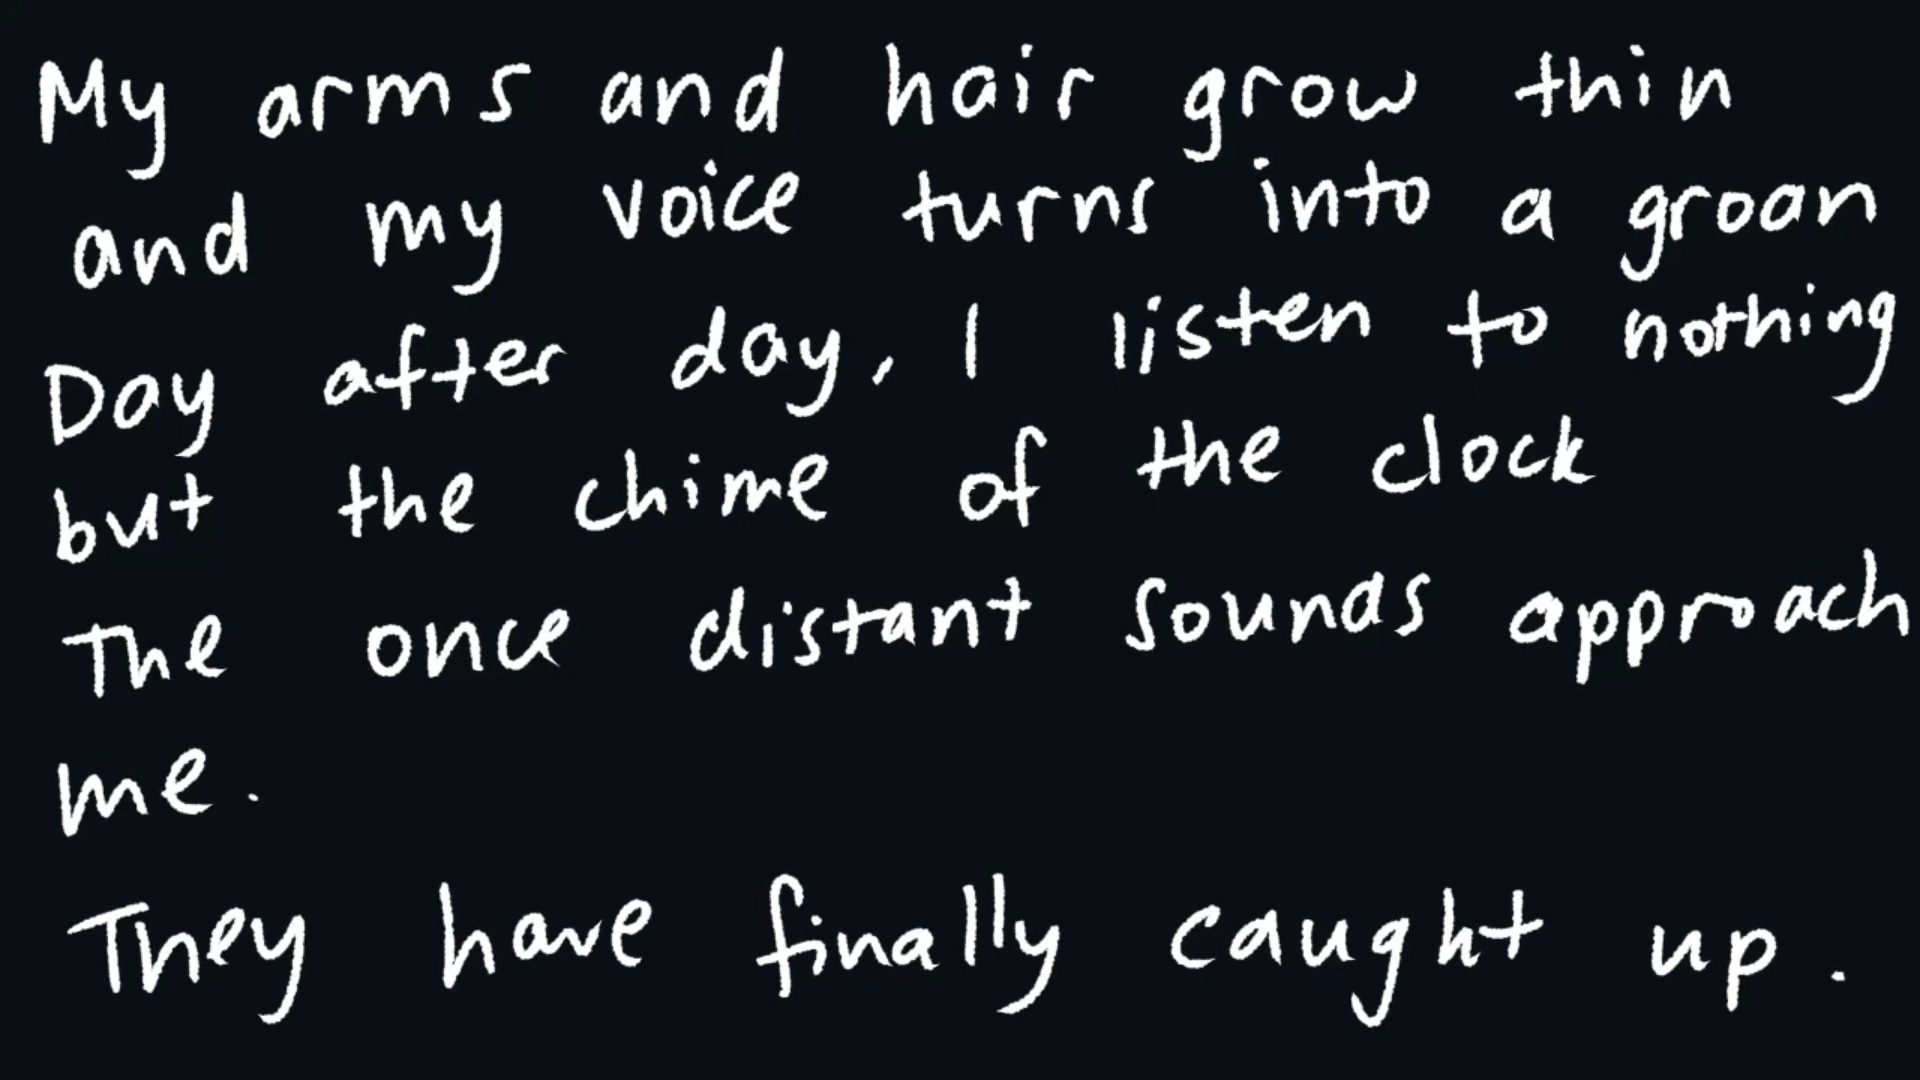 My arms and hair grow thin
and my voice turns into a groan
Day after day, I listen to nothing
but the chime of the clock
The once distant sounds approach
me.
They have finally caught up.